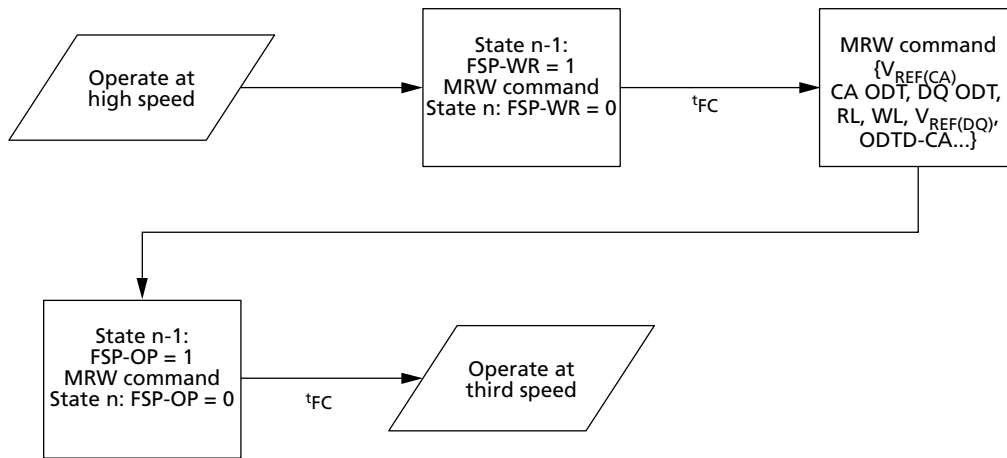 Operate at
high speed
State n-1:
FSP-WR = 1
MRW command
State n: FSP-WR = 0
tFC
MRW command
{VREF(CA)
CA ODT, DQ ODT,
RL, WL, VREF(DQ),
ODTD-CA...}
State n-1:
FSP-OP = 1
MRW command
State n: FSP-OP = 0
tFC
Operate at
third speed